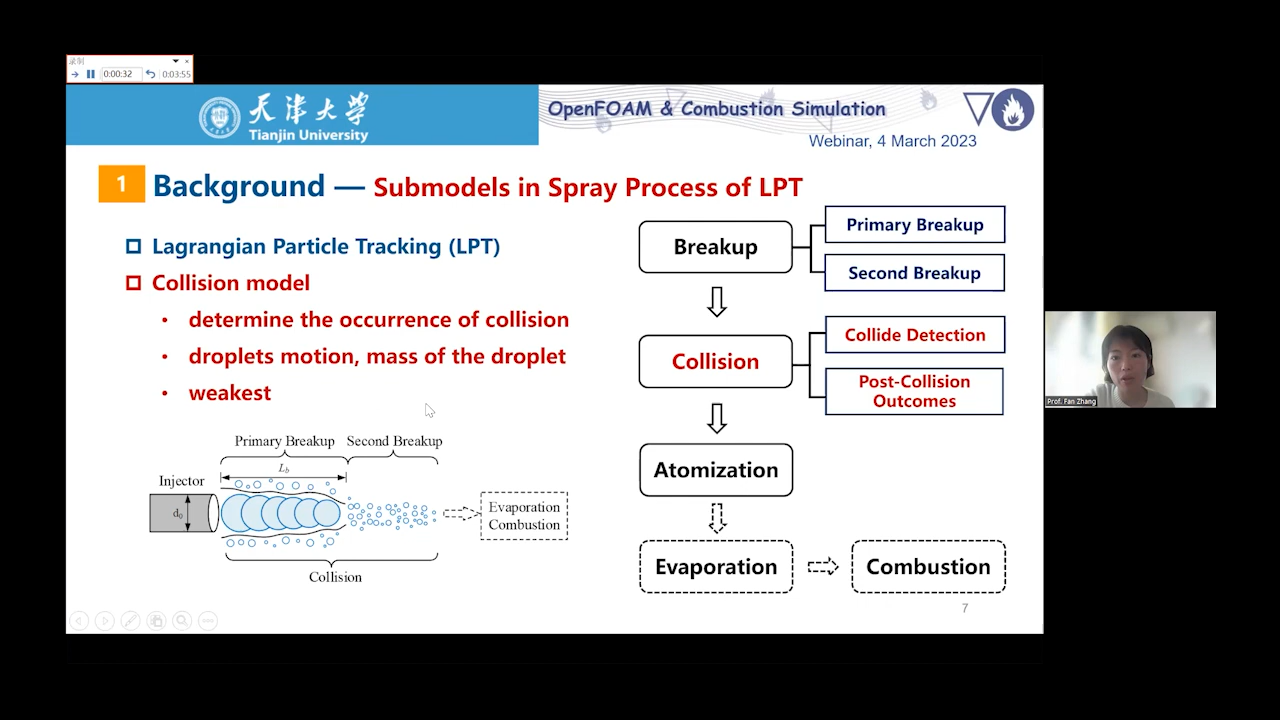 录制
0:00:32
0:03:55
天津大学
Tianjin University
OpenFOAM & Combustion Simulation
Webinar, 4 March 2023
1
Background — Submodels in Spray Process of LPT
Lagrangian Particle Tracking (LPT)
Collision model
• determine the occurrence of collision
• droplets motion, mass of the droplet
• weakest
Primary Breakup
Second Breakup
Injector
L_b
d_0
Evaporation
Combustion
Collision
Breakup
Primary Breakup
Second Breakup
Collision
Collide Detection
Post-Collision
Outcomes
Atomization
Evaporation
Combustion
7
Prof. Fan Zhang